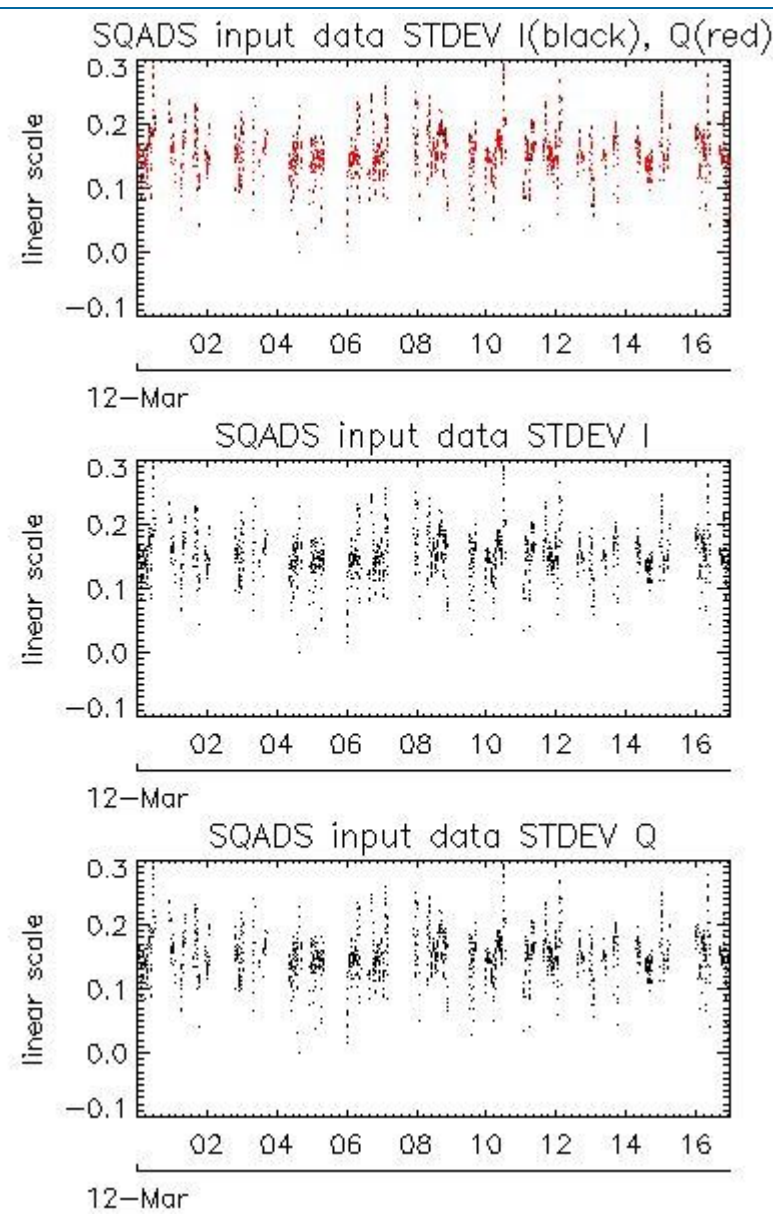 SQADS input data STDEV I(black), Q(red)
0.3
0.2
0.1
0.0
-0.1
linear scale
02 04 06 08 10 12 14 16
12-Mar
SQADS input data STDEV I
0.3
0.2
0.1
0.0
-0.1
linear scale
02 04 06 08 10 12 14 16
12-Mar
SQADS input data STDEV Q
0.3
0.2
0.1
0.0
-0.1
linear scale
02 04 06 08 10 12 14 16
12-Mar